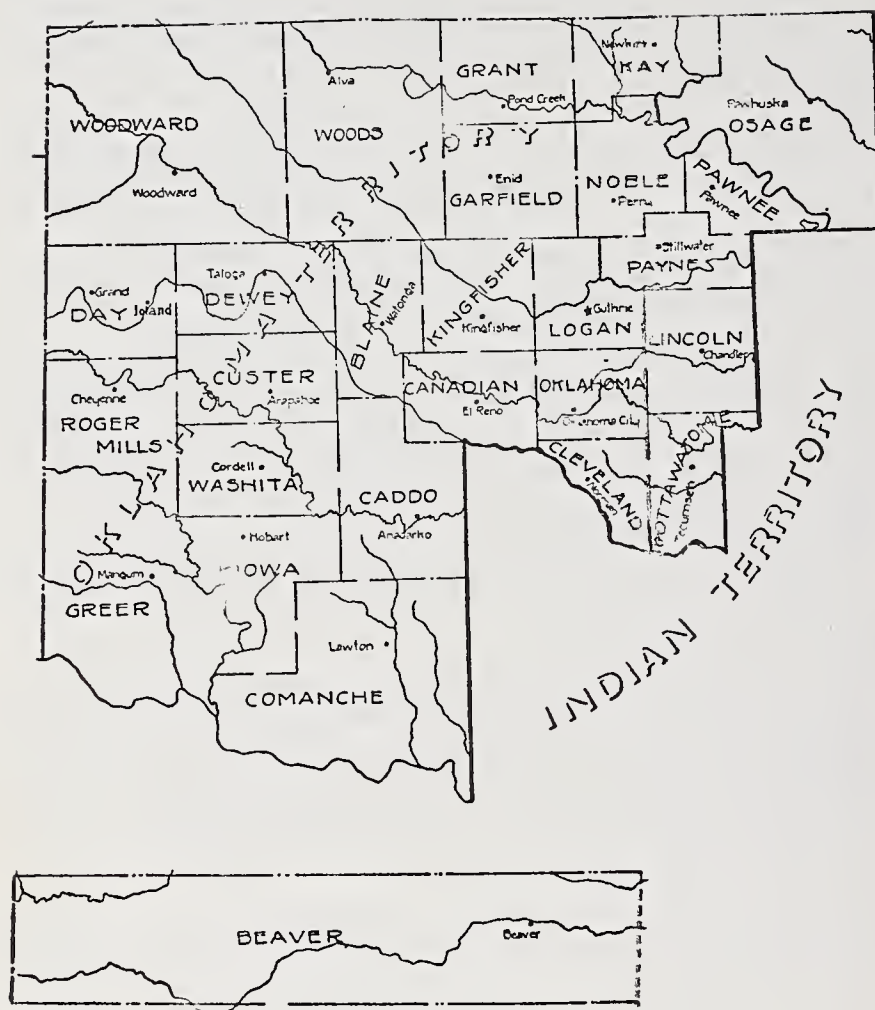 Newkirk
KAY
GRANT
Alva
Pond Creek
Pawhuska
OSAGE
WOODWARD
WOODS
Woodward
Enid
GARFIELD
NOBLE
Perry
PAWNEE
Pawnee
Stillwater
PAYNE
Taloga
DEWEY
Grand
DAY
Ioland
BLAINE
Watonga
KINGFISHER
Kingfisher
Guthrie
LOGAN
LINCOLN
Chandler
CUSTER
Arapahoe
CANADIAN
El Reno
OKLAHOMA
Oklahoma City
Cheyenne
ROGER
MILLS
Cordell
WASHITA
CLEVELAND
Norman
POTTAWATOMIE
Tecumseh
CADDO
Anadarko
Hobart
KIOWA
Mangum
GREER
Lawton
COMANCHE
INDIAN TERRITORY
BEAVER
Beaver